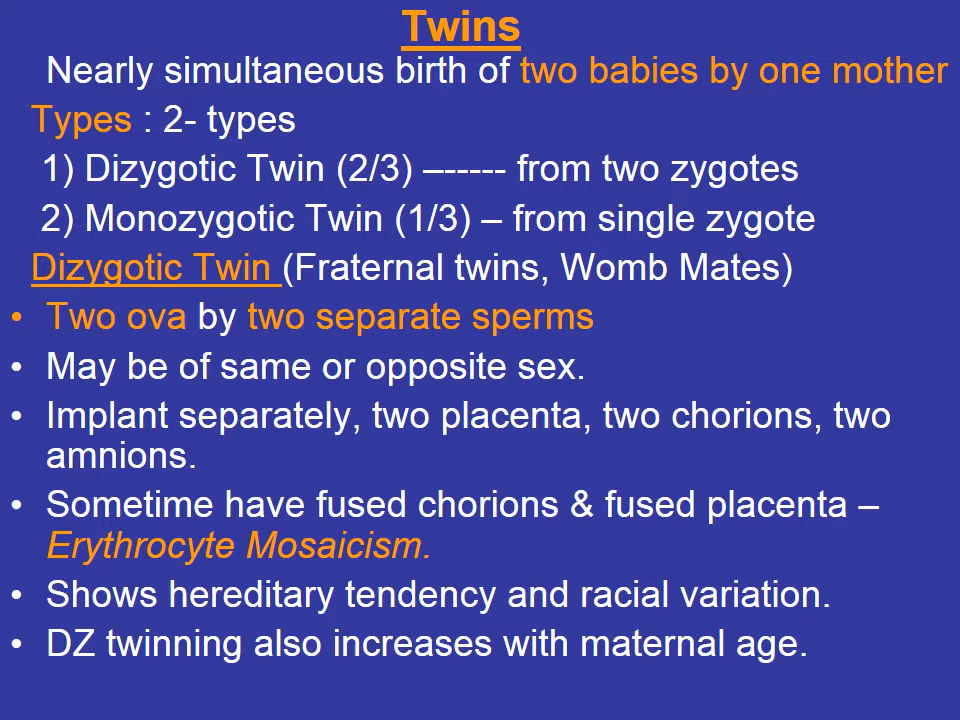 Twins
Nearly simultaneous birth of two babies by one mother
Types : 2- types
1) Dizygotic Twin (2/3) –------ from two zygotes
2) Monozygotic Twin (1/3) – from single zygote
Dizygotic Twin (Fraternal twins, Womb Mates)
• Two ova by two separate sperms
• May be of same or opposite sex.
• Implant separately, two placenta, two chorions, two
amnions.
• Sometime have fused chorions & fused placenta –
Erythrocyte Mosaicism.
• Shows hereditary tendency and racial variation.
• DZ twinning also increases with maternal age.